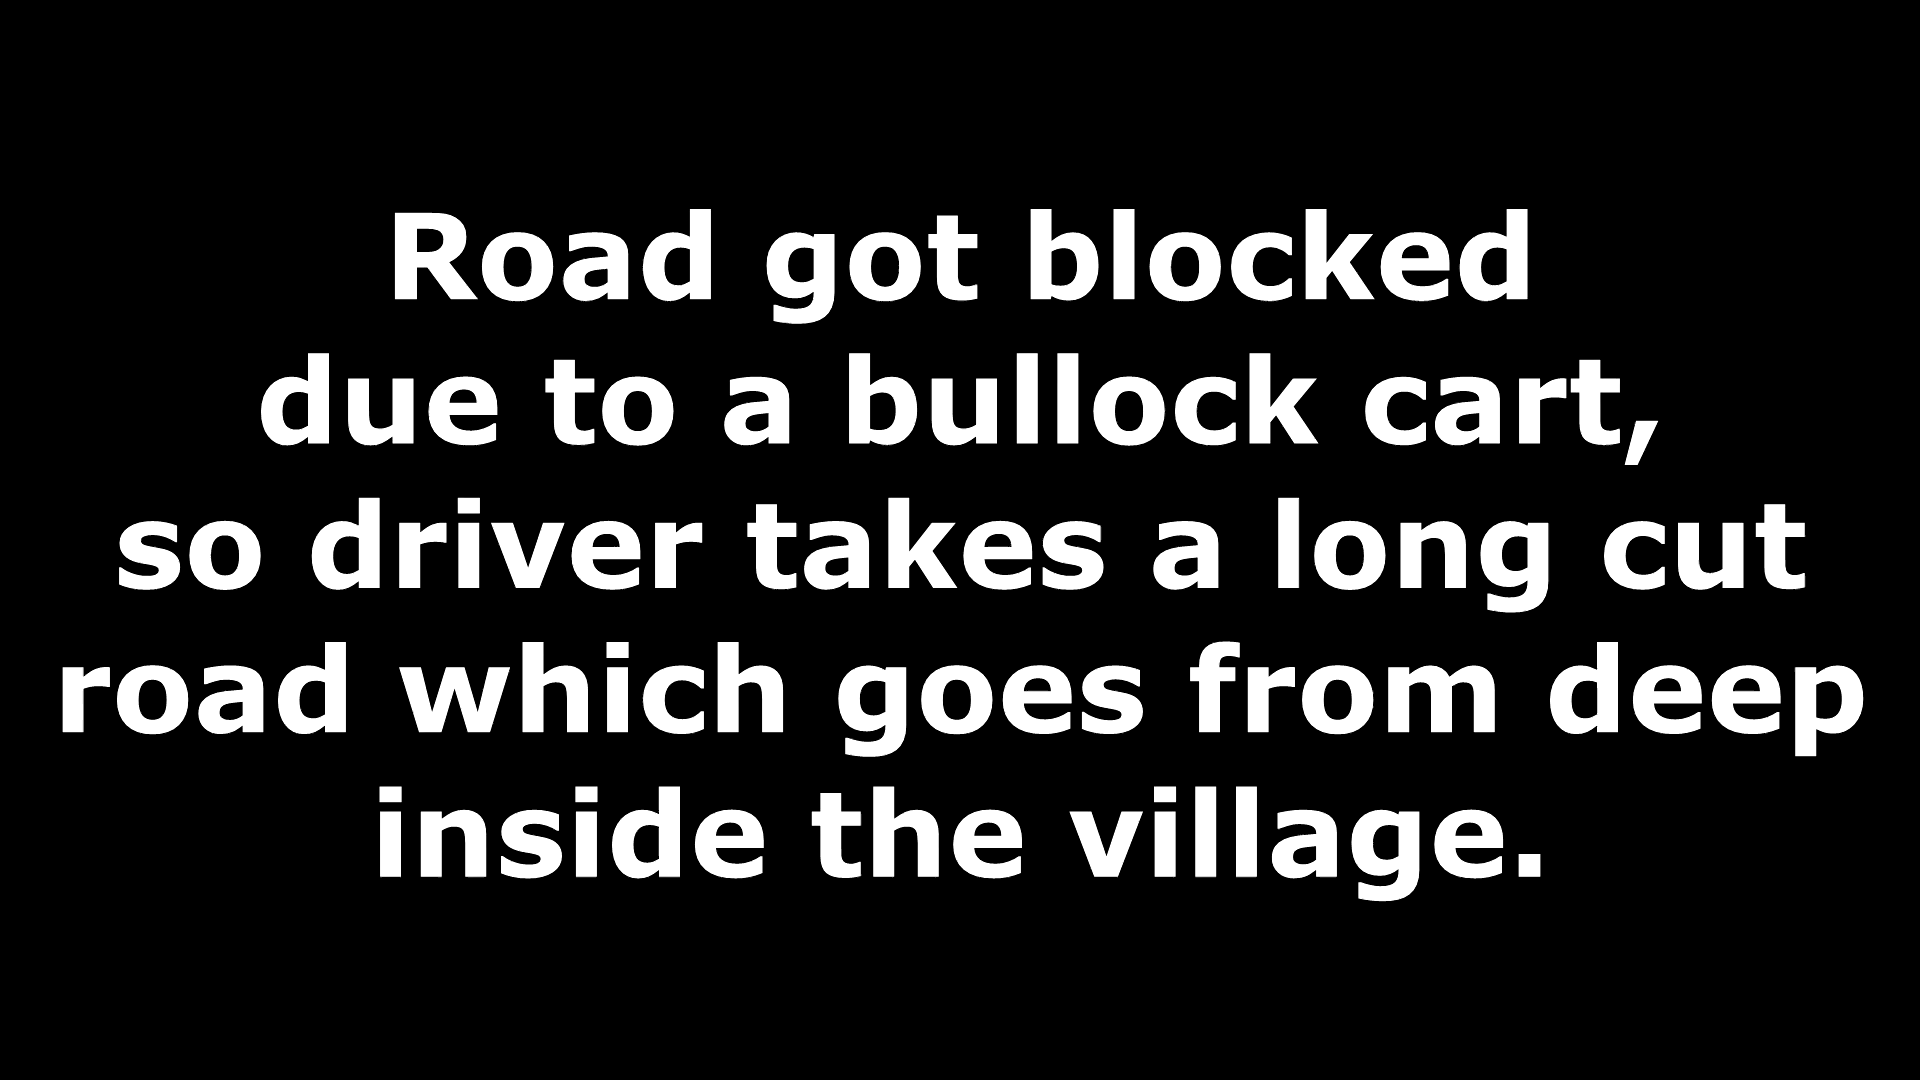 Road got blocked
due to a bullock cart,
so driver takes a long cut
road which goes from deep
inside the village.